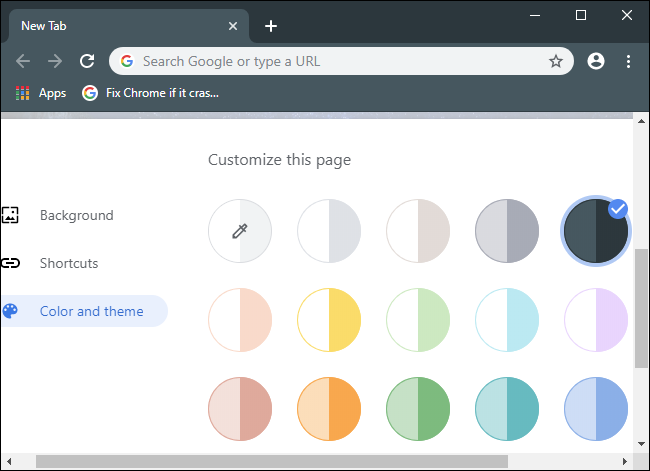 New Tab
Search Google or type a URL
Apps
Fix Chrome if it cras...
Customize this page
Background
Shortcuts
Color and theme